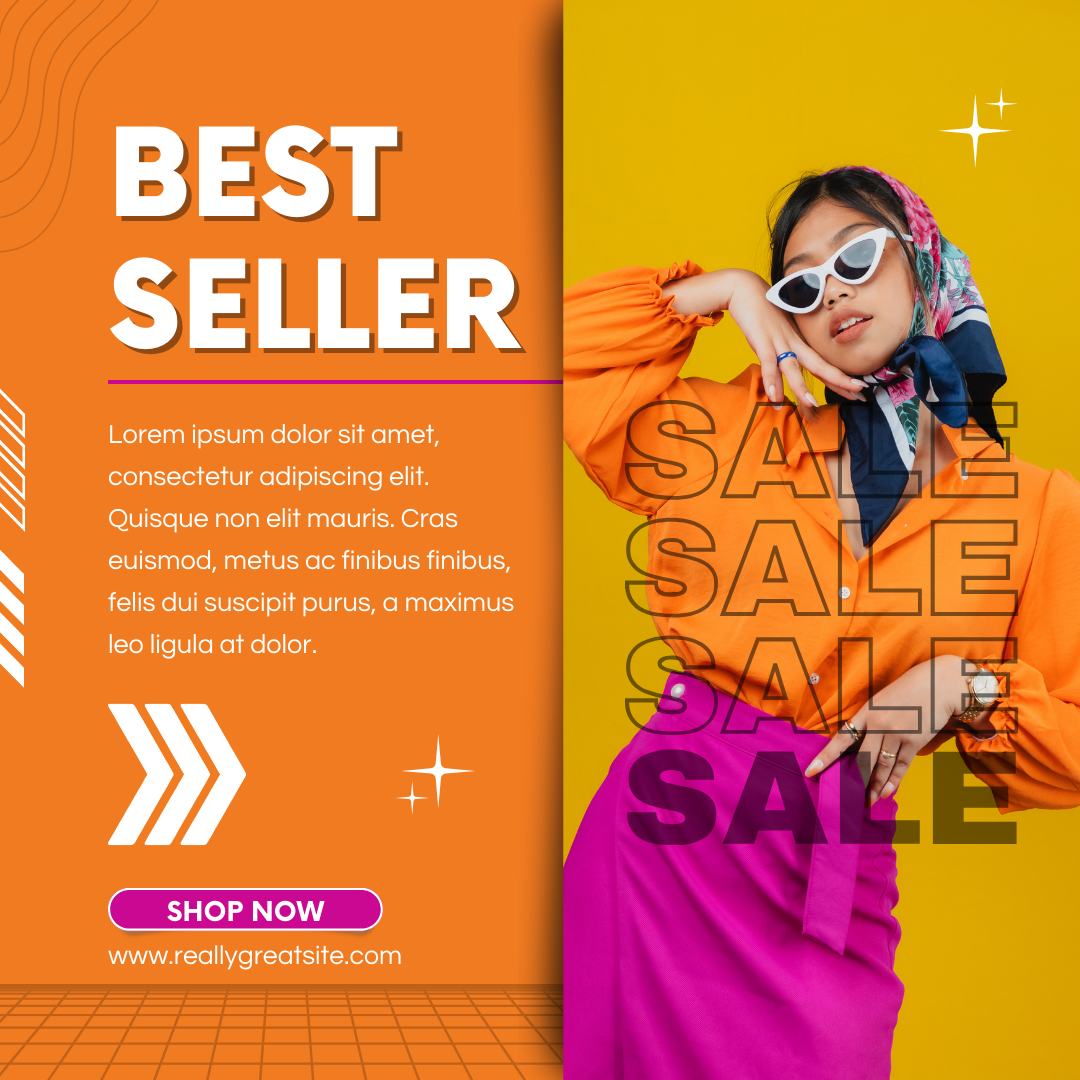 BEST
SELLER
Lorem ipsum dolor sit amet,
consectetur adipiscing elit.
Quisque non elit mauris. Cras
euismod, metus ac finibus finibus,
felis dui suscipit purus, a maximus
leo ligula at dolor.
SHOP NOW
www.reallygreatsite.com
SALE
SALE
SALE
SALE